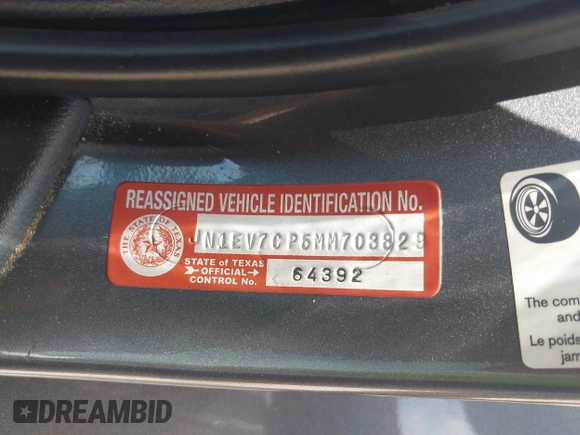 REASSIGNED VEHICLE IDENTIFICATION No.
THE STATE OF TEXAS
JN1EV7CP5MM703829
STATE of TEXAS
OFFICIAL
CONTROL No.
64392
The com
and
Le poids
jam
DREAMBID